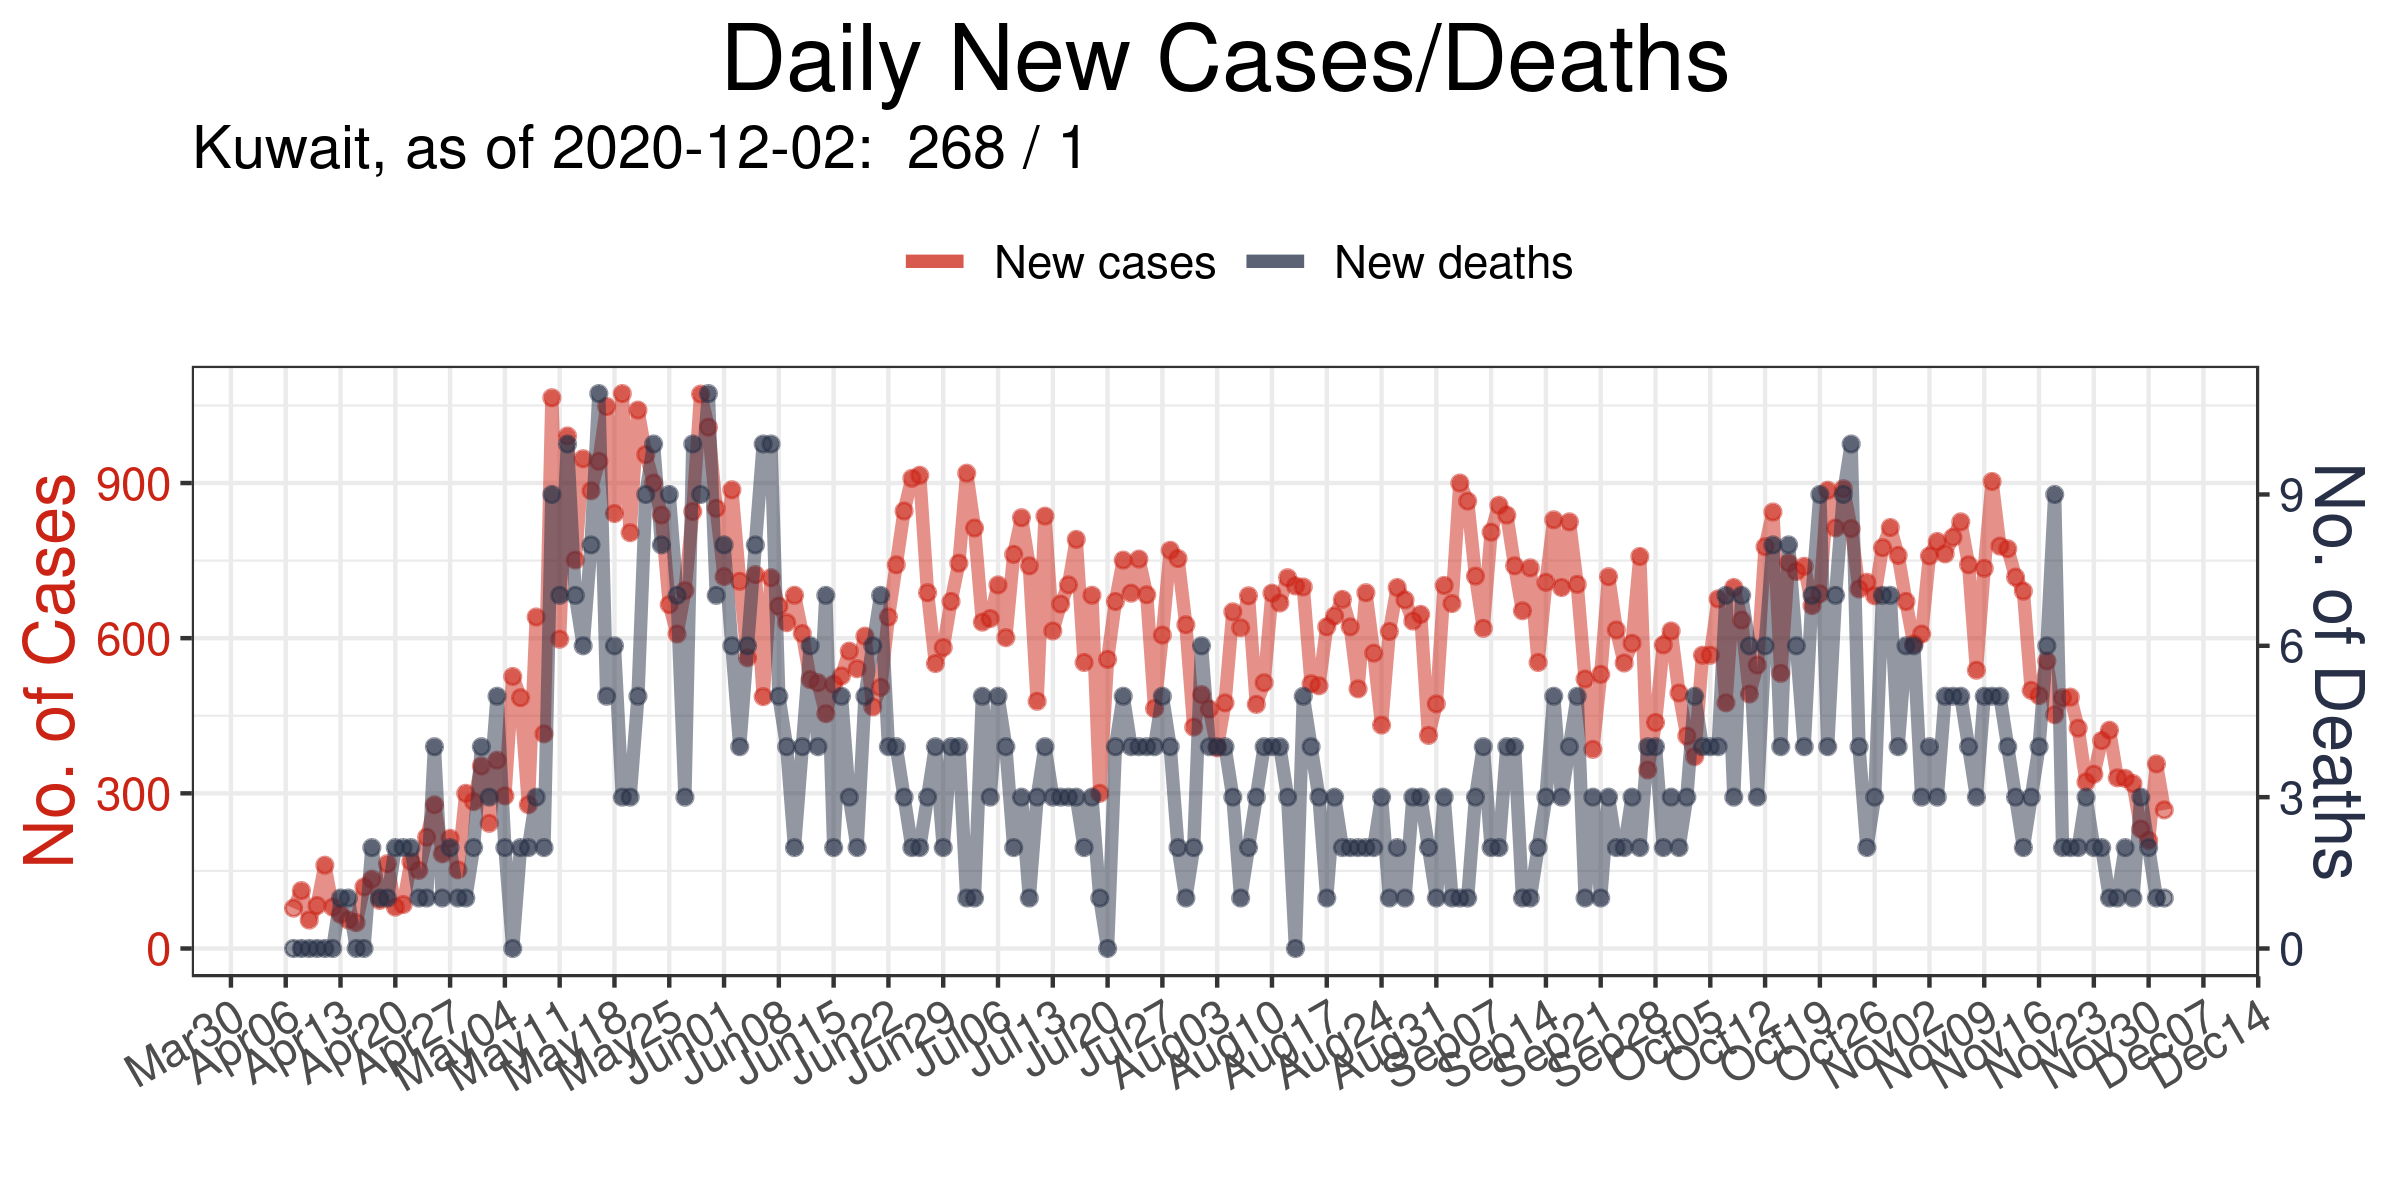 Daily New Cases/Deaths
Kuwait, as of 2020-12-02:  268 / 1
New cases
New deaths
No. of Cases
900
600
300
0
9
6
3
0
No. of Deaths
Mar30
Apr06
Apr13
Apr20
Apr27
May04
May11
May18
May25
Jun01
Jun08
Jun15
Jun22
Jun29
Jul06
Jul13
Jul20
Jul27
Aug03
Aug10
Aug17
Aug24
Aug31
Sep07
Sep14
Sep21
Sep28
Oct05
Oct12
Oct19
Oct26
Nov02
Nov09
Nov16
Nov23
Nov30
Dec07
Dec14